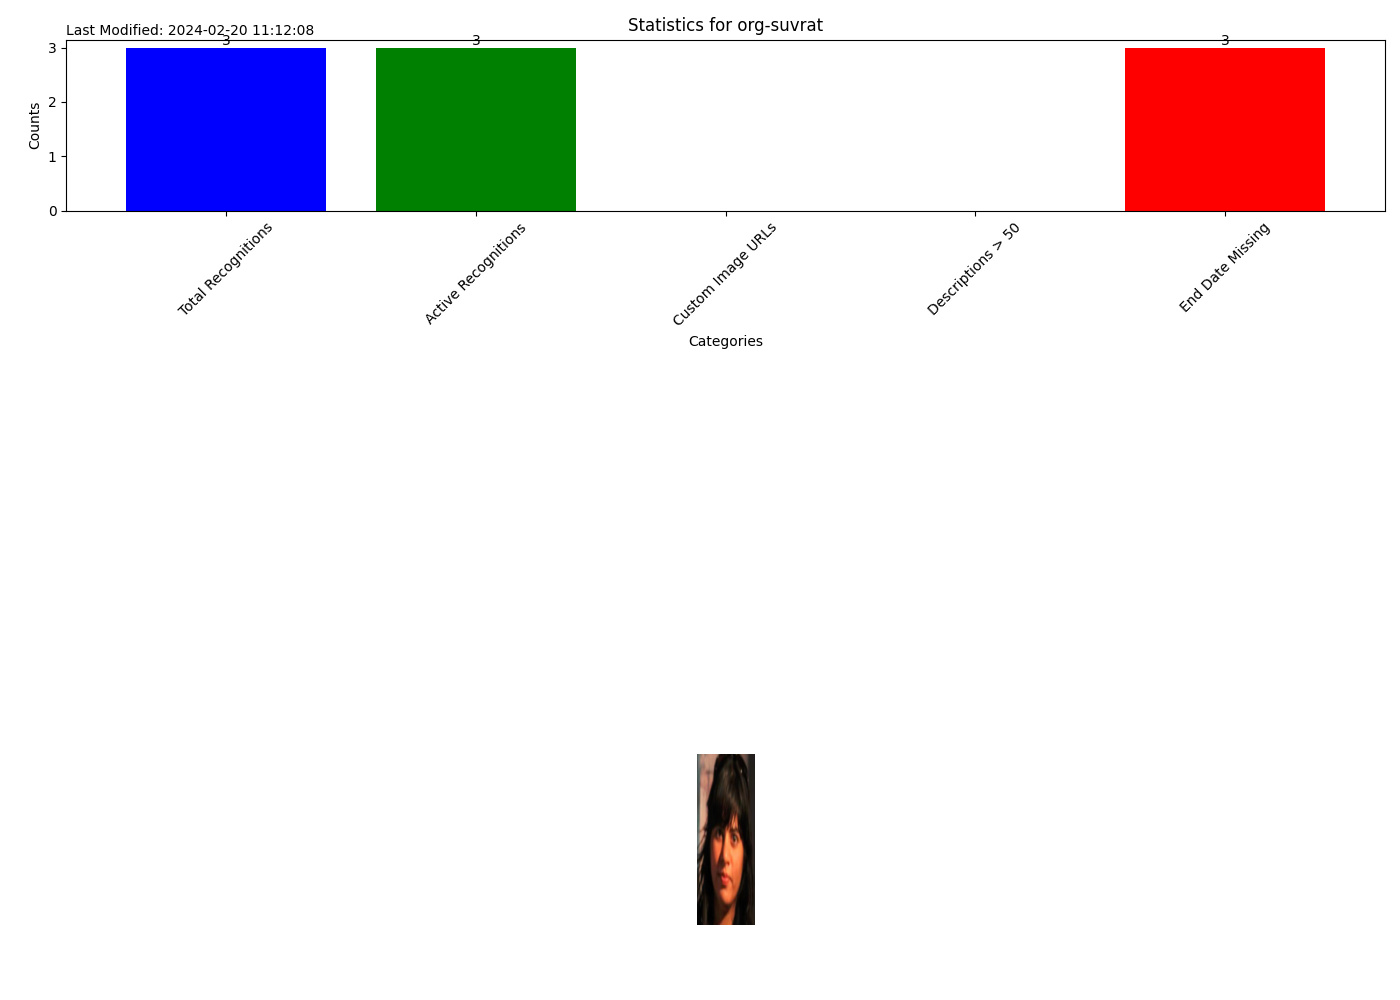 Statistics for org-suvrat
Last Modified: 2024-02-20 11:12:08
3
3
3
3
2
1
0
Counts
Total Recognitions
Active Recognitions
Custom Image URLs
Descriptions > 50
End Date Missing
Categories